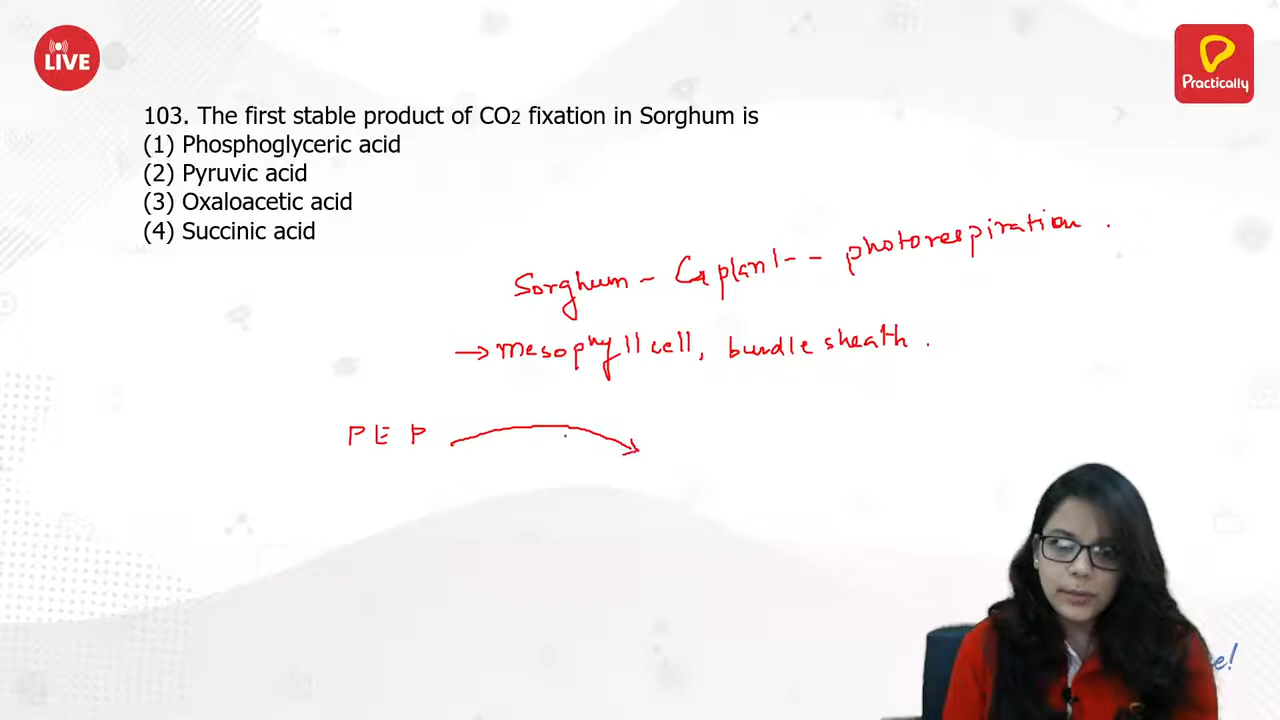 LIVE
Practically
103. The first stable product of CO2 fixation in Sorghum is
(1) Phosphoglyceric acid
(2) Pyruvic acid
(3) Oxaloacetic acid
(4) Succinic acid
Sorghum - C4 plant - - photorespiration .
→ mesophyll cell, bundle sheath .
P E P
e!